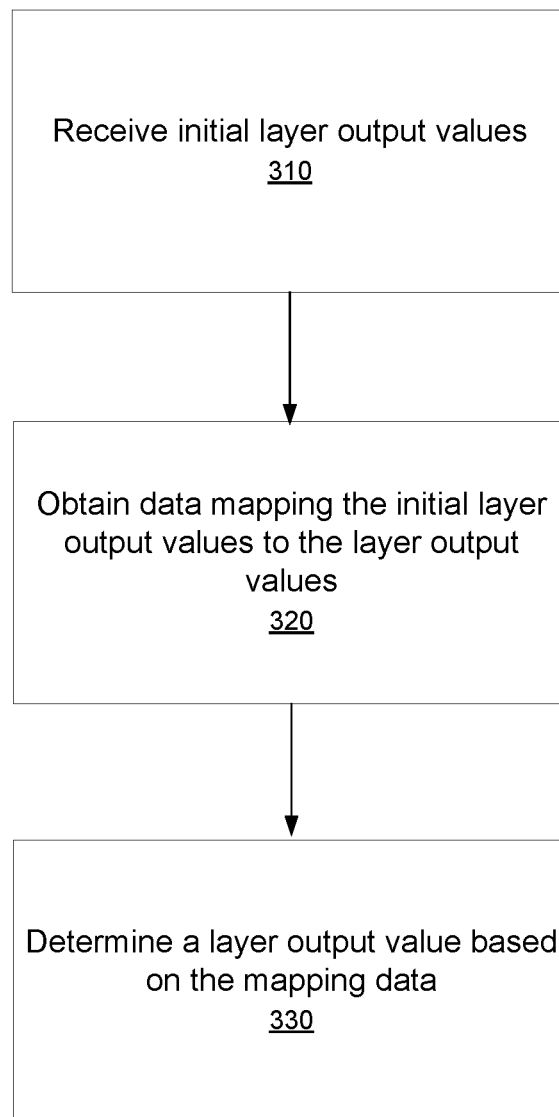 Receive initial layer output values
310
Obtain data mapping the initial layer
output values to the layer output
values
320
Determine a layer output value based
on the mapping data
330